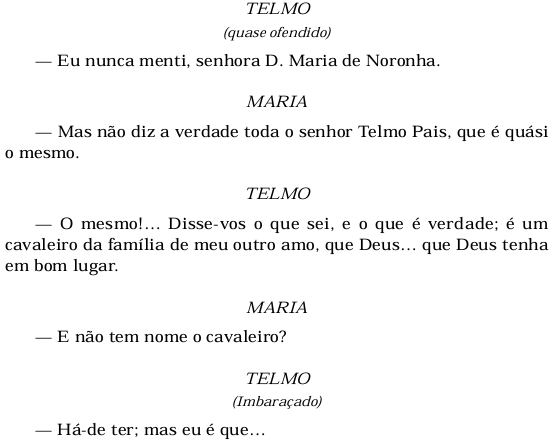 TELMO
(quase ofendido)
— Eu nunca menti, senhora D. Maria de Noronha.
MARIA
— Mas não diz a verdade toda o senhor Telmo Pais, que é quási
o mesmo.
TELMO
— O mesmo!… Disse-vos o que sei, e o que é verdade; é um
cavaleiro da família de meu outro amo, que Deus… que Deus tenha
em bom lugar.
MARIA
— E não tem nome o cavaleiro?
TELMO
(Imbaraçado)
— Há-de ter; mas eu é que…